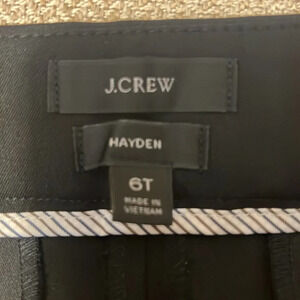 J.CREW
HAYDEN
6T
MADE IN
VIETNAM